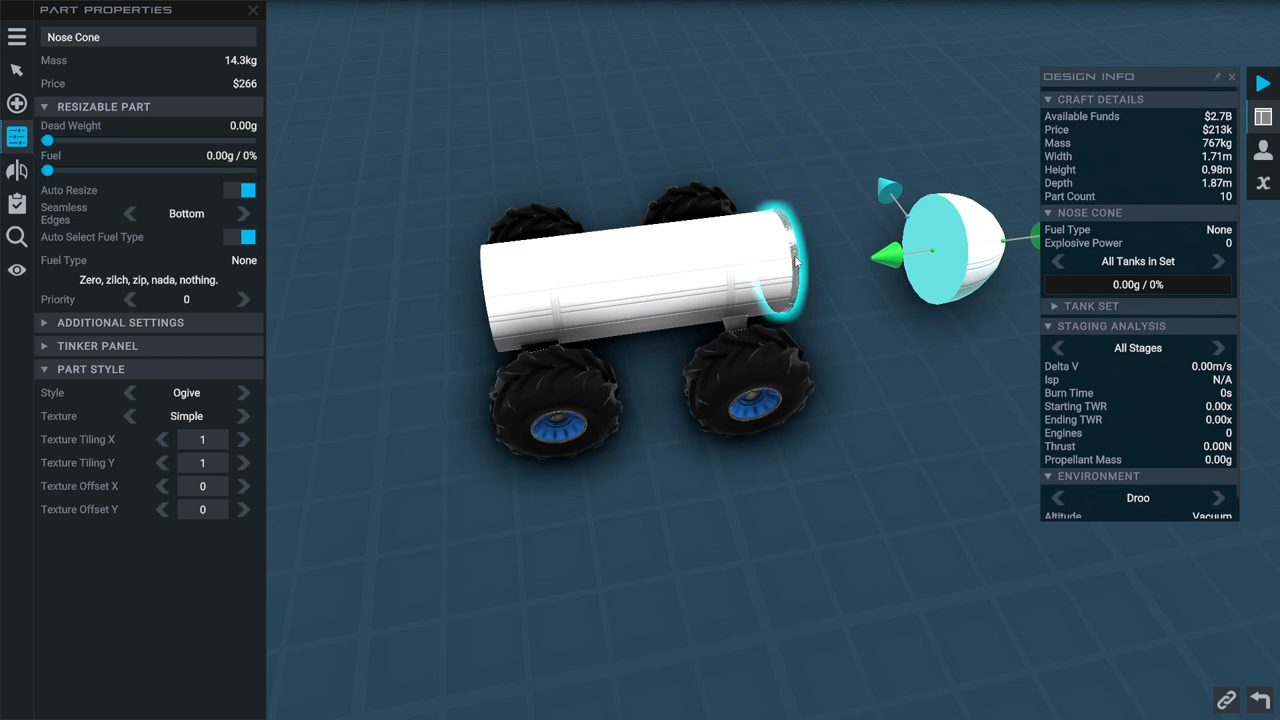 PART PROPERTIES
Nose Cone
Mass 14.3kg
Price $266
RESIZABLE PART
Dead Weight 0.00g
Fuel 0.00g / 0%
Auto Resize
Seamless Edges Bottom
Auto Select Fuel Type
Fuel Type None
Zero, zilch, zip, nada, nothing.
Priority 0
ADDITIONAL SETTINGS
TINKER PANEL
PART STYLE
Style Ogive
Texture Simple
Texture Tiling X 1
Texture Tiling Y 1
Texture Offset X 0
Texture Offset Y 0
DESIGN INFO
CRAFT DETAILS
Available Funds $2.7B
Price $213k
Mass 767kg
Width 1.71m
Height 0.98m
Depth 1.87m
Part Count 10
NOSE CONE
Fuel Type None
Explosive Power 0
All Tanks in Set
0.00g / 0%
TANK SET
STAGING ANALYSIS
All Stages
Delta V 0.00m/s
Isp N/A
Burn Time 0s
Starting TWR 0.00x
Ending TWR 0.00x
Engines 0
Thrust 0.00N
Propellant Mass 0.00g
ENVIRONMENT
Droo
Altitude Vacuum